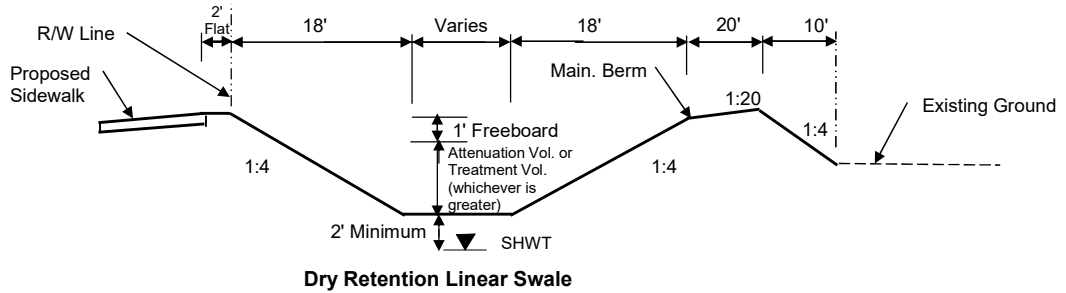 2'
Flat
18'
Varies
18'
20'
10'
R/W Line
Proposed
Sidewalk
Main. Berm
1:20
Existing Ground
1' Freeboard
1:4
Attenuation Vol. or
Treatment Vol.
(whichever is
greater)
1:4
1:4
2' Minimum
SHWT
Dry Retention Linear Swale